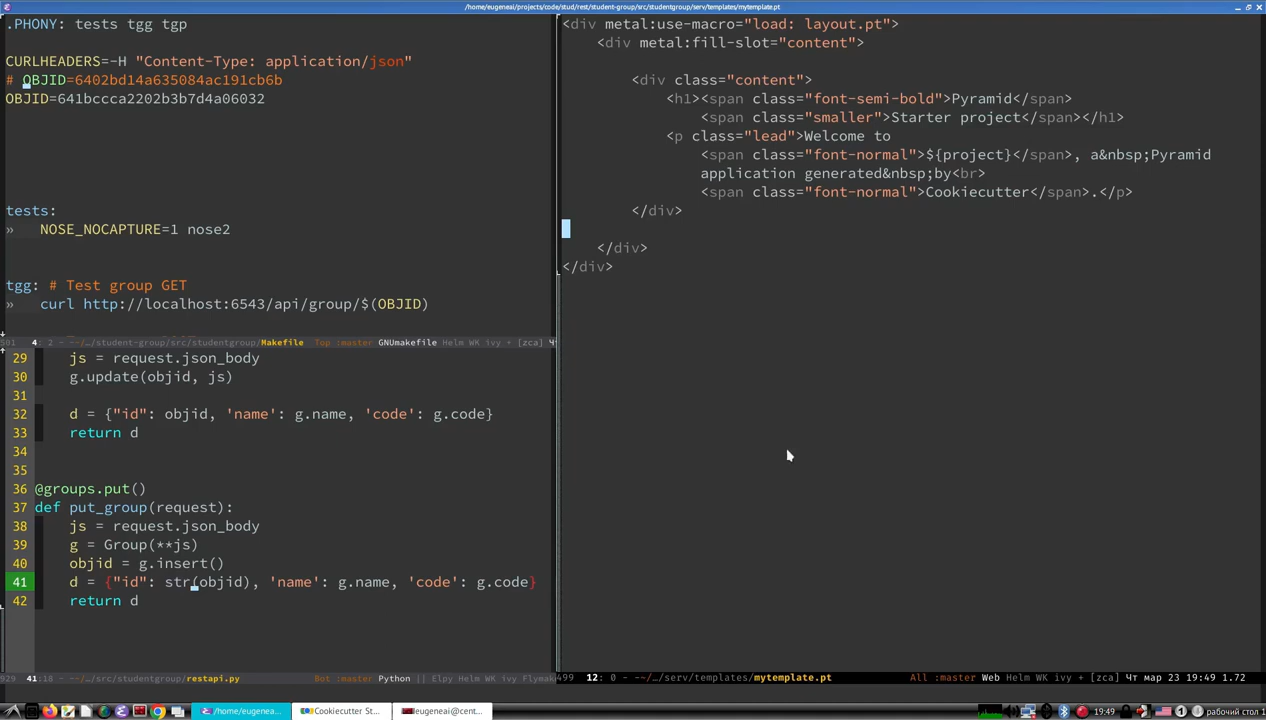 /home/eugeneai/projects/code/stud/rest/student-group/src/studentgroup/serv/templates/mytemplate.pt
.PHONY: tests tgg tgp
CURLHEADERS=-H "Content-Type: application/json"
# OBJID=6402bd14a635084ac191cb6b
OBJID=641bccca2202b3b7d4a06032
tests:
» NOSE_NOCAPTURE=1 nose2
tgg: # Test group GET
» curl http://localhost:6543/api/group/$(OBJID)
501 4: 2 - ~~/…/student-group/src/studentgroup/Makefile Top :master GNUmakefile Helm WK ivy + [zca] Чт
29 js = request.json_body
30 g.update(objid, js)
31
32 d = {"id": objid, 'name': g.name, 'code': g.code}
33 return d
34
35
36 @groups.put()
37 def put_group(request):
38 js = request.json_body
39 g = Group(**js)
40 objid = g.insert()
41 d = {"id": str(objid), 'name': g.name, 'code': g.code}
42 return d
929 41:18 - ~~/…/src/studentgroup/restapi.py Bot :master Python || Elpy Helm WK ivy Flymak
<div metal:use-macro="load: layout.pt">
<div metal:fill-slot="content">
<div class="content">
<h1><span class="font-semi-bold">Pyramid</span>
<span class="smaller">Starter project</span></h1>
<p class="lead">Welcome to
<span class="font-normal">${project}</span>, a&nbsp;Pyramid
application generated&nbsp;by<br>
<span class="font-normal">Cookiecutter</span>.</p>
</div>
</div>
</div>
499 12: 0 - ~~/…/serv/templates/mytemplate.pt All :master Web Helm WK ivy + [zca] Чт мар 23 19:49 1.72
/home/eugeneai... Cookiecutter St... eugeneai@cent... 19:49 1 рабочий стол 1